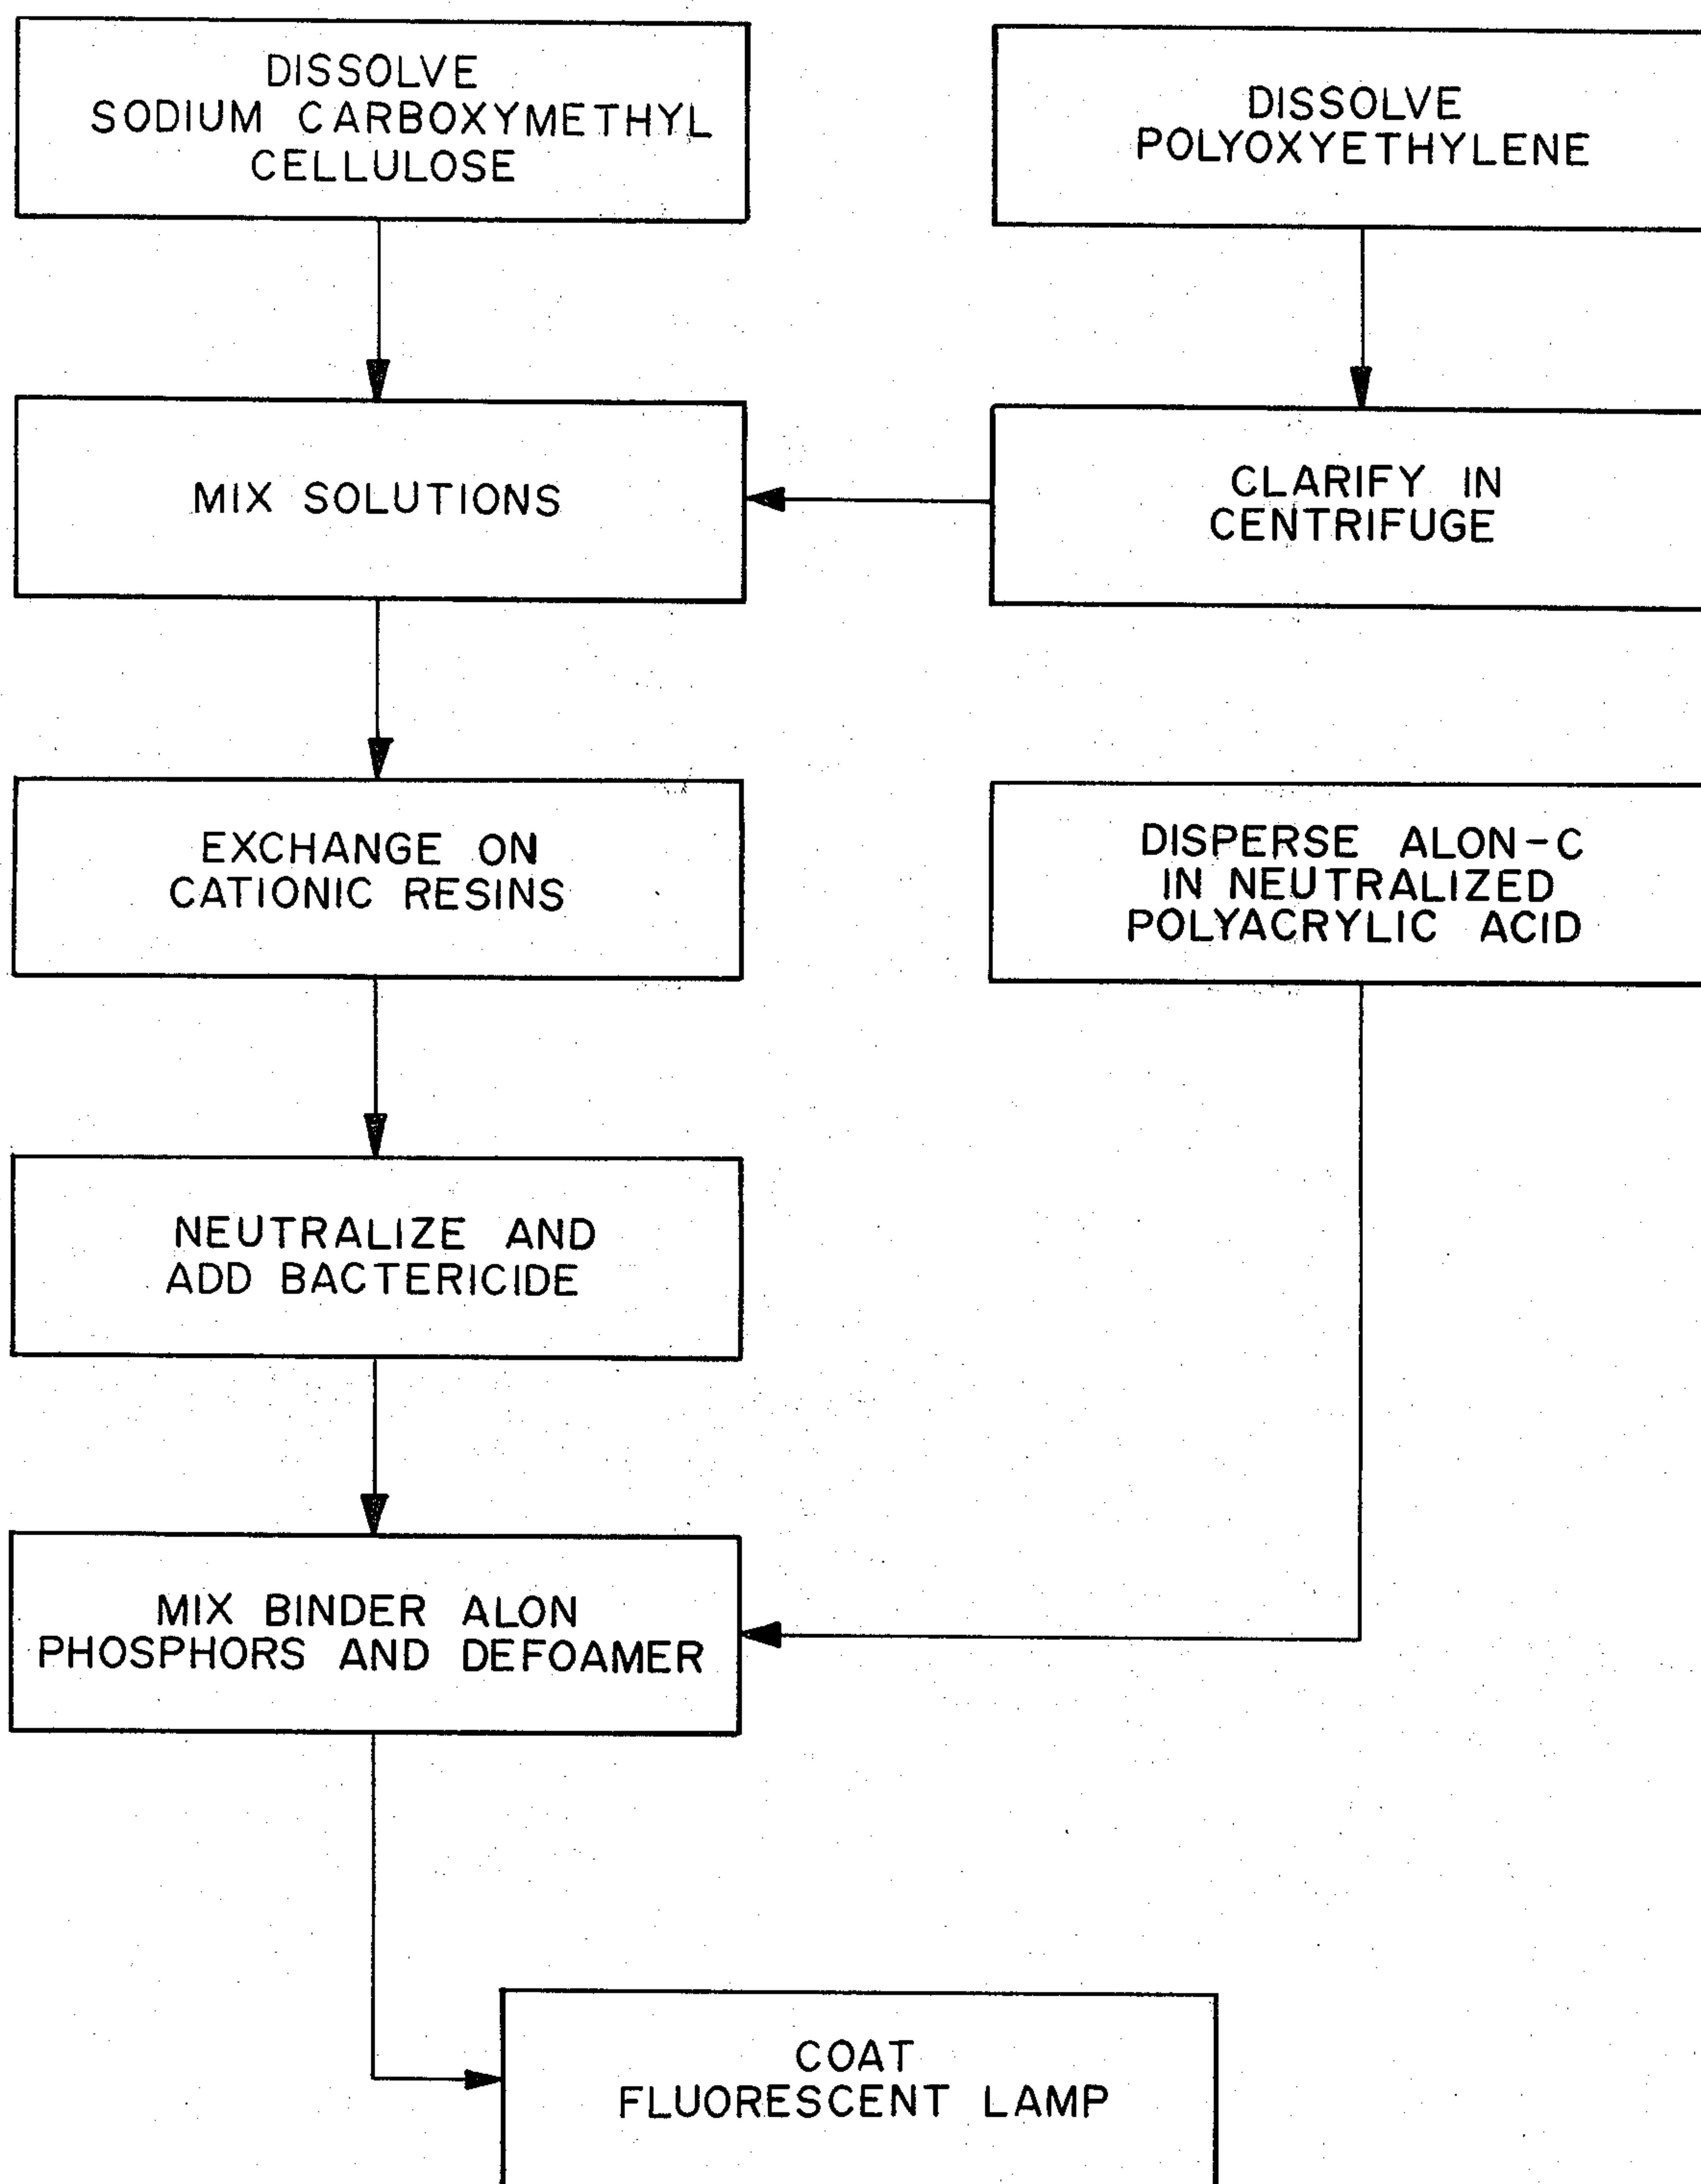 DISSOLVE
SODIUM CARBOXYMETHYL
CELLULOSE
DISSOLVE
POLYOXYETHYLENE
MIX SOLUTIONS
CLARIFY IN
CENTRIFUGE
EXCHANGE ON
CATIONIC RESINS
DISPERSE ALON-C
IN NEUTRALIZED
POLYACRYLIC ACID
NEUTRALIZE AND
ADD BACTERICIDE
MIX BINDER ALON
PHOSPHORS AND DEFOAMER
COAT
FLUORESCENT LAMP